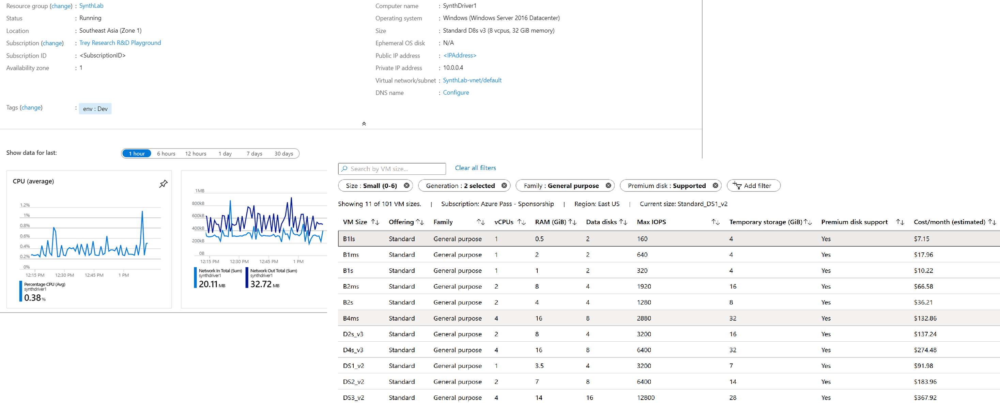 Resource group (change) : SynthLab
Status : Running
Location : Southeast Asia (Zone 1)
Subscription (change) : Trey Research R&D Playground
Subscription ID : <SubscriptionID>
Availability zone : 1
Tags (change) : env : Dev
Computer name : SynthDriver1
Operating system : Windows (Windows Server 2016 Datacenter)
Size : Standard D8s v3 (8 vcpus, 32 GiB memory)
Ephemeral OS disk : N/A
Public IP address : <IPAddress>
Private IP address : 10.0.0.4
Virtual network/subnet : SynthLab-vnet/default
DNS name : Configure
Show data for last: 1 hour 6 hours 12 hours 1 day 7 days 30 days
CPU (average)
1.2%
1%
0.8%
0.6%
0.4%
0.2%
0%
12:15 PM 12:30 PM 12:45 PM 1 PM
Percentage CPU (Avg)
synthdriver1
0.38 %
1MB
800kB
600kB
400kB
200kB
0B
12:15 PM 12:30 PM 12:45 PM 1 PM
Network In Total (Sum) Network Out Total (Sum)
synthdriver1 synthdriver1
20.11 MB 32.72 MB
Search by VM size... Clear all filters
Size : Small (0-6) Generation : 2 selected Family : General purpose Premium disk : Supported Add filter
Showing 11 of 101 VM sizes. | Subscription: Azure Pass - Sponsorship | Region: East US | Current size: Standard_DS1_v2
VM Size Offering Family vCPUs RAM (GiB) Data disks Max IOPS Temporary storage (GiB) Premium disk support Cost/month (estimated)
B1ls Standard General purpose 1 0.5 2 160 4 Yes $7.15
B1ms Standard General purpose 1 2 2 640 4 Yes $17.96
B1s Standard General purpose 1 1 2 320 4 Yes $10.22
B2ms Standard General purpose 2 8 4 1920 16 Yes $66.58
B2s Standard General purpose 2 4 4 1280 8 Yes $36.21
B4ms Standard General purpose 4 16 8 2880 32 Yes $132.86
D2s_v3 Standard General purpose 2 8 4 3200 16 Yes $137.24
D4s_v3 Standard General purpose 4 16 8 6400 32 Yes $274.48
DS1_v2 Standard General purpose 1 3.5 4 3200 7 Yes $91.98
DS2_v2 Standard General purpose 2 7 8 6400 14 Yes $183.96
DS3_v2 Standard General purpose 4 14 16 12800 28 Yes $367.92